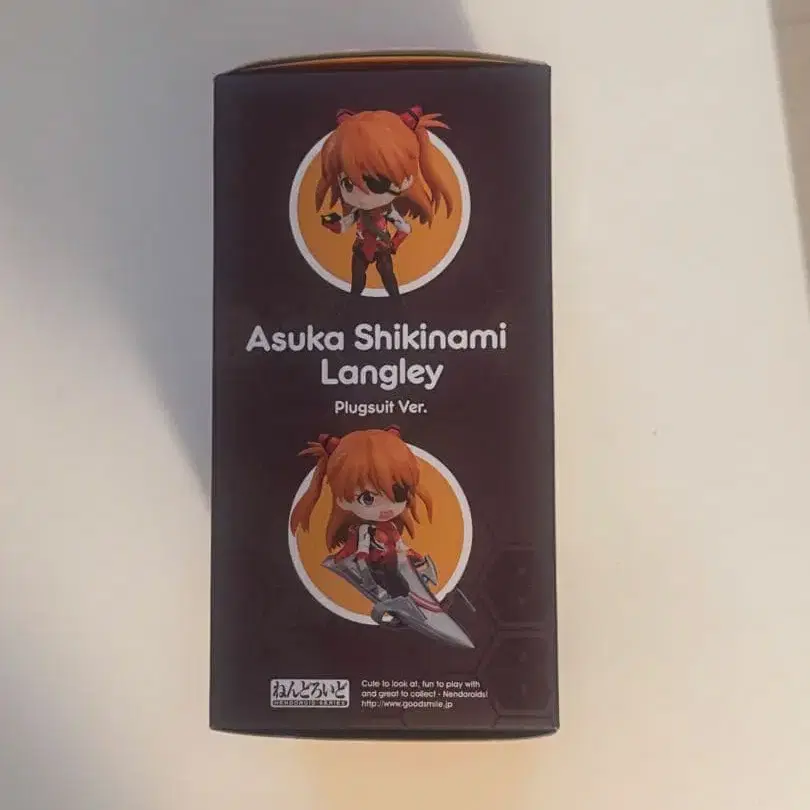 Asuka Shikinami
Langley
Plugsuit Ver.
ねんどろいど
NENDOROID SERIES
Cute to look at, fun to play with
and great to collect - Nendoroids!
http://www.goodsmile.jp